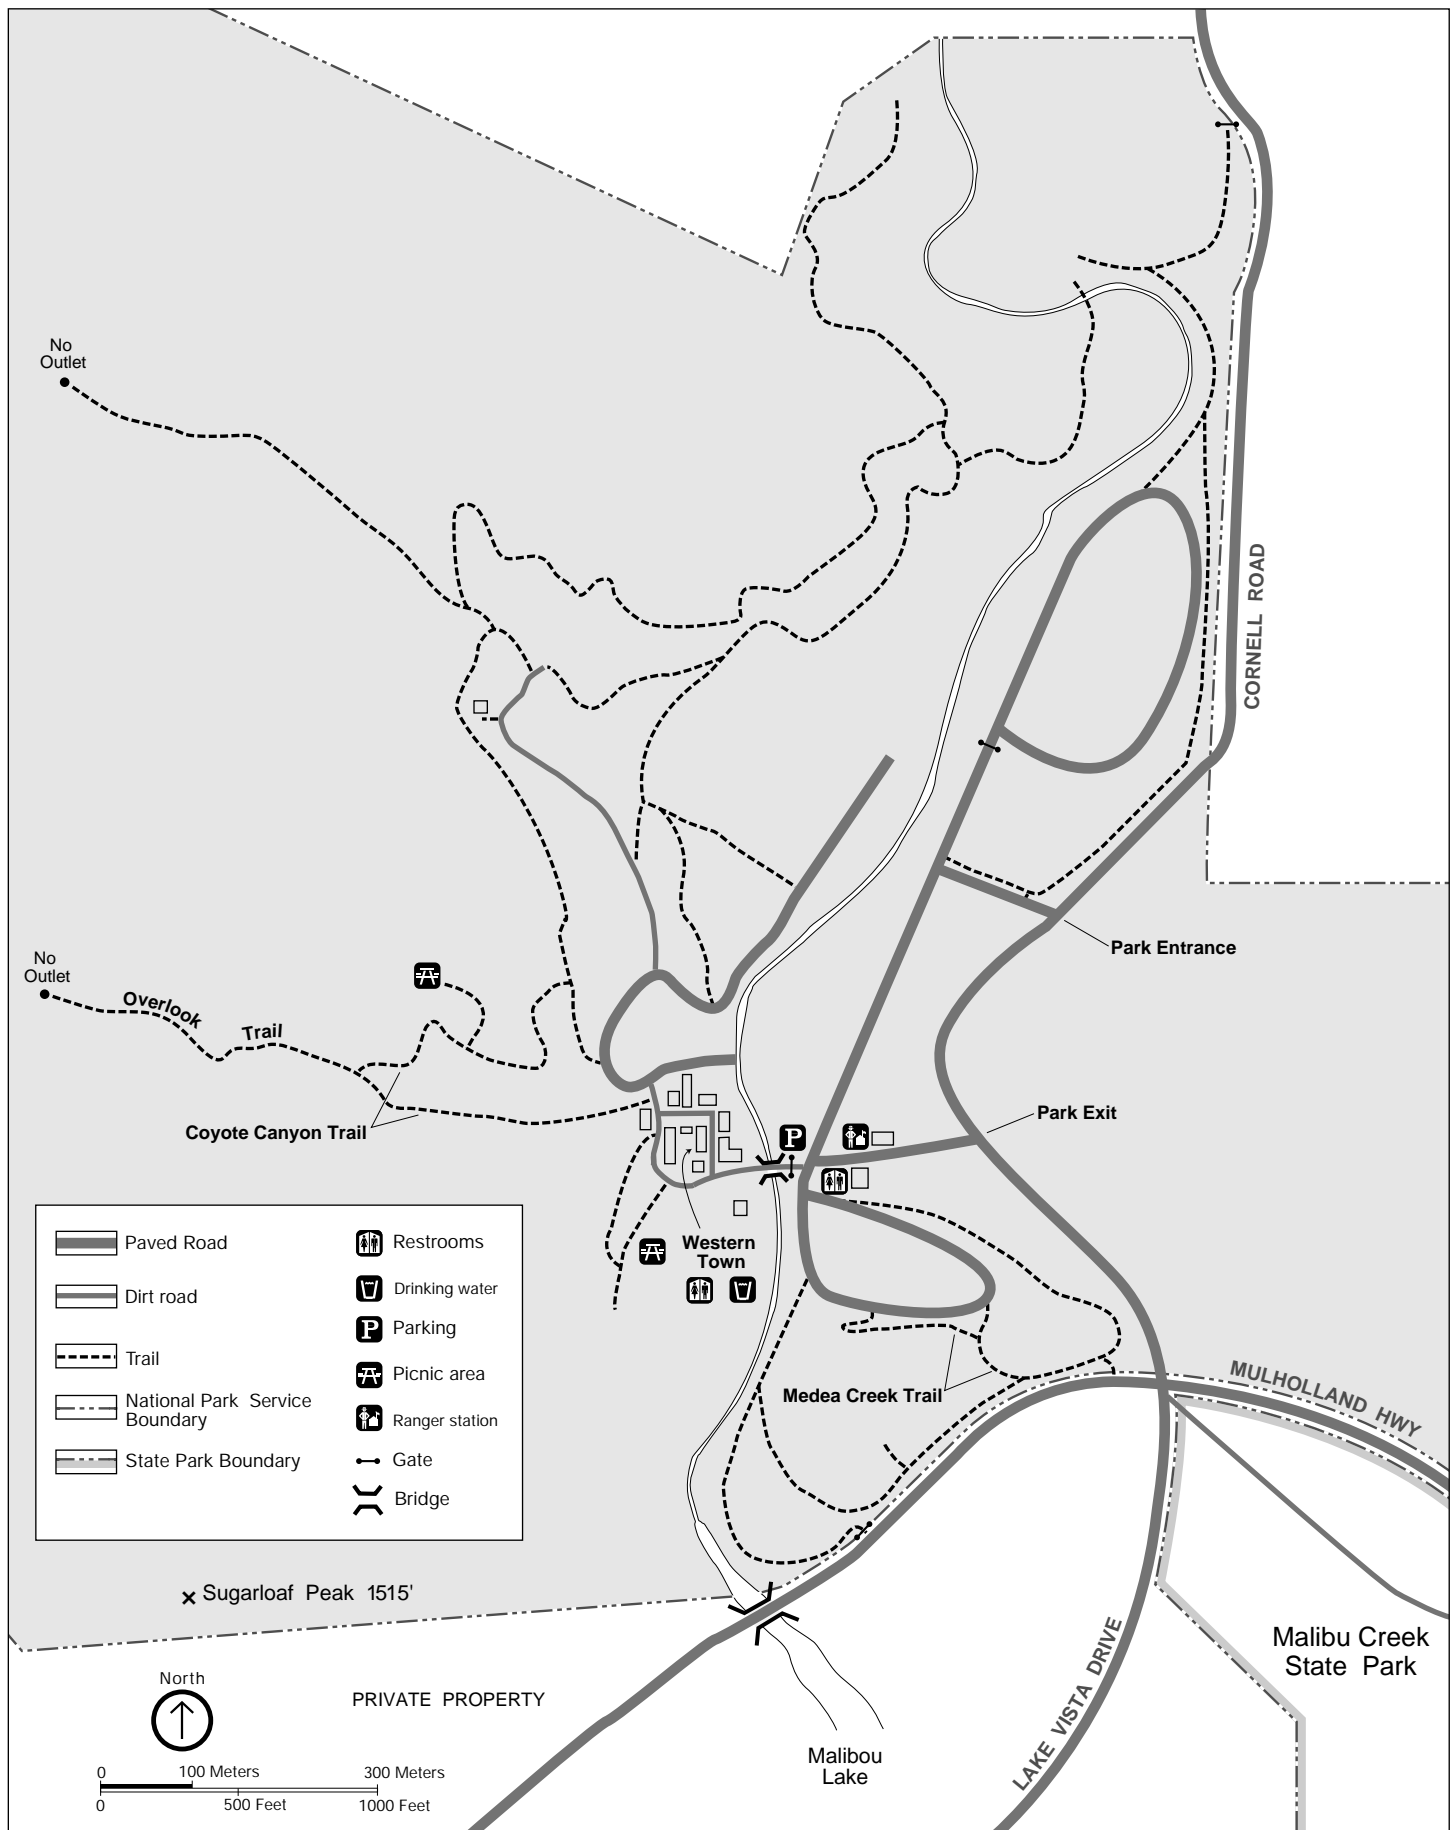 No
Outlet
CORNELL ROAD
Park Entrance
No
Outlet
Overlook Trail
Coyote Canyon Trail
P
Park Exit
Western
Town
Medea Creek Trail
MULHOLLAND HWY
Paved Road
Dirt road
Trail
National Park Service
Boundary
State Park Boundary
Restrooms
Drinking water
P Parking
Picnic area
Ranger station
Gate
Bridge
Sugarloaf Peak 1515'
North
PRIVATE PROPERTY
Malibou
Lake
LAKE VISTA DRIVE
Malibu Creek
State Park
0 100 Meters 300 Meters
0 500 Feet 1000 Feet